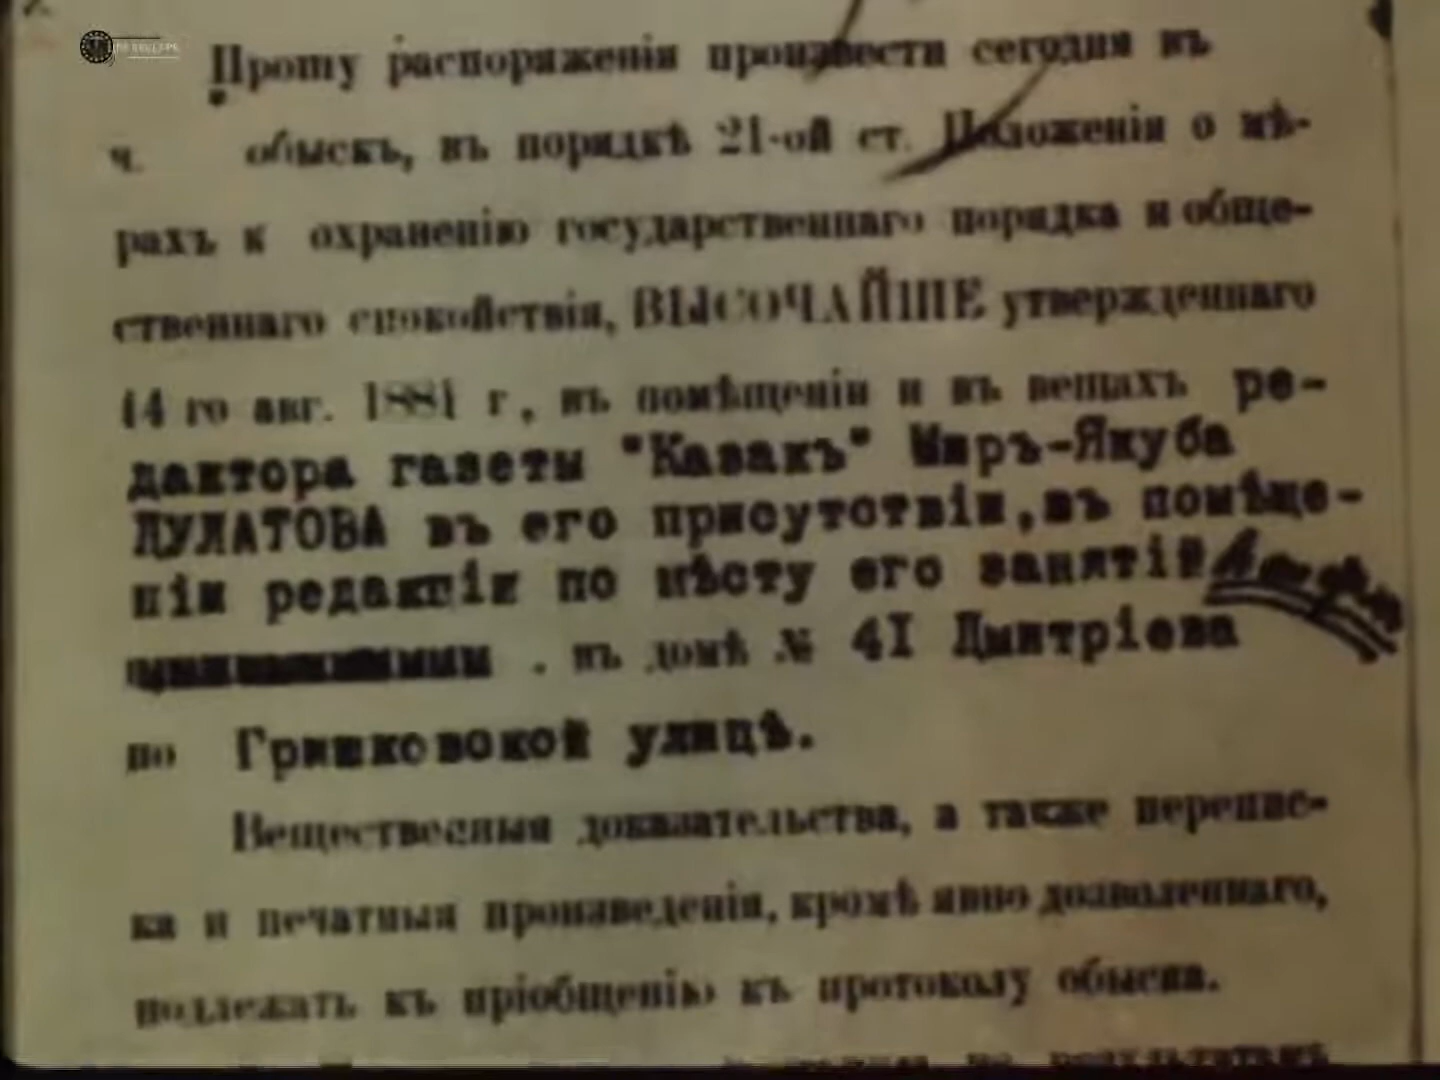 Прошу распоряженія произвести сегодня въ
ч. обыскъ, въ порядкѣ 21-ой ст. Положенія о мѣ-
рахъ к охраненію государственнаго порядка и обще-
ственнаго спокойствія, ВЫСОЧАЙШЕ утвержденнаго
14 го авг. 1881 г, въ помѣщеніи и въ вещахъ ре-
дактора газеты "Казакъ" Миръ-Якуба
ДУЛАТОВА въ его присутствіи, въ помѣще-
ніи редакціи по мѣсту его занятій
. въ домѣ № 41 Дмитріева
по Гришковской улицѣ.
Вещественныя доказательства, а также перепис-
ка и печатныя произведенія, кромѣ явно дозволеннаго,
подлежатъ къ пріобщенію къ протоколу обыска.